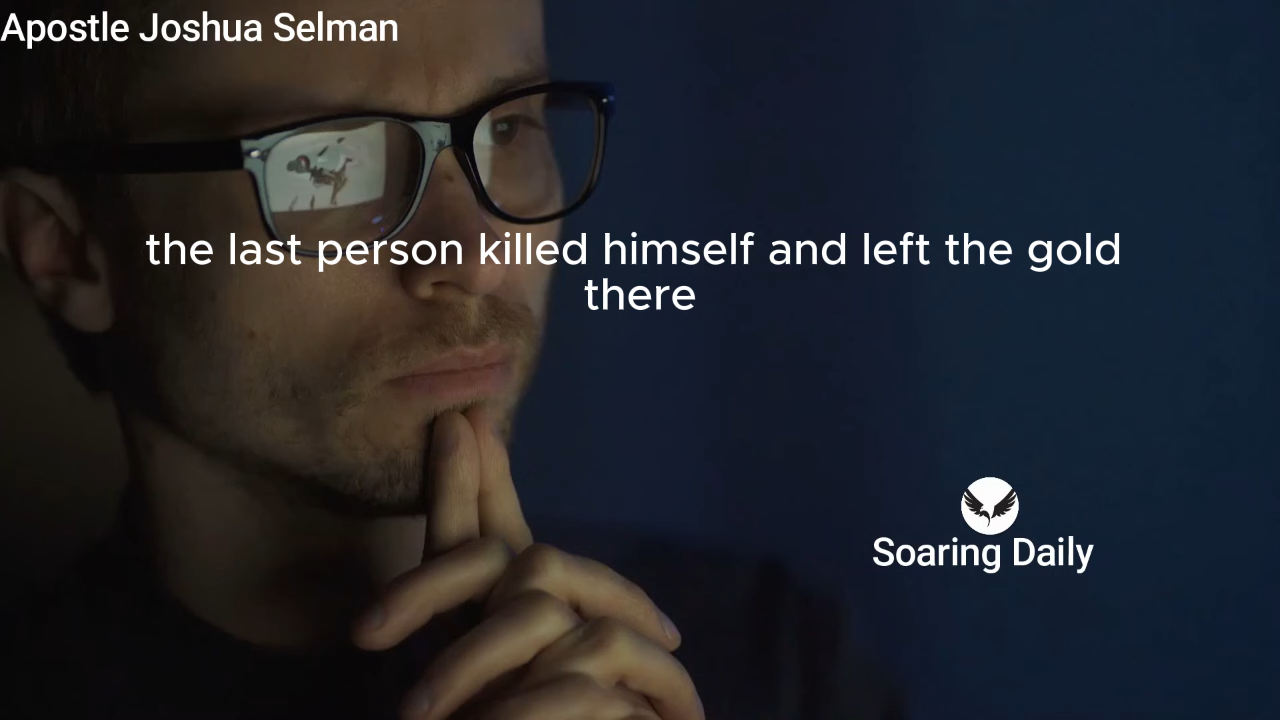 Apostle Joshua Selman
the last person killed himself and left the gold
there
Soaring Daily